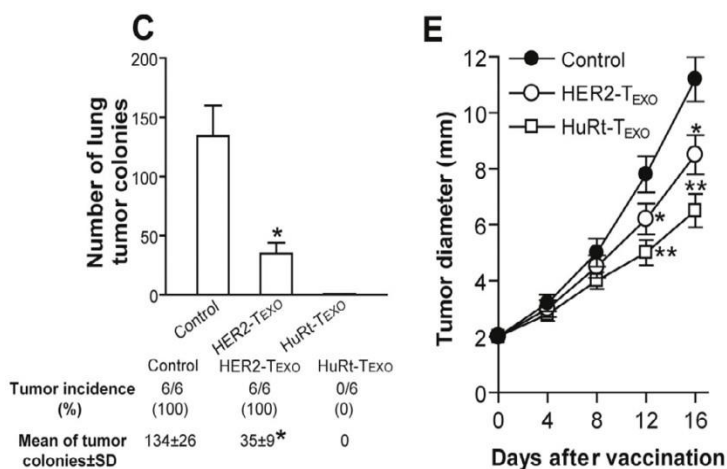 C
Number of lung
tumor colonies
200
150
100
50
0
*
Control
HER2-TEXO
HuRt-TEXO
Control HER2-TEXO HuRt-TEXO
Tumor incidence 6/6 6/6 0/6
(%) (100) (100) (0)
Mean of tumor 134±26 35±9* 0
colonies±SD
E
Tumor diameter (mm)
12
10
8
6
4
2
0
Control
HER2-TEXO
HuRt-TEXO
*
**
*
**
0 4 8 12 16
Days after vaccination